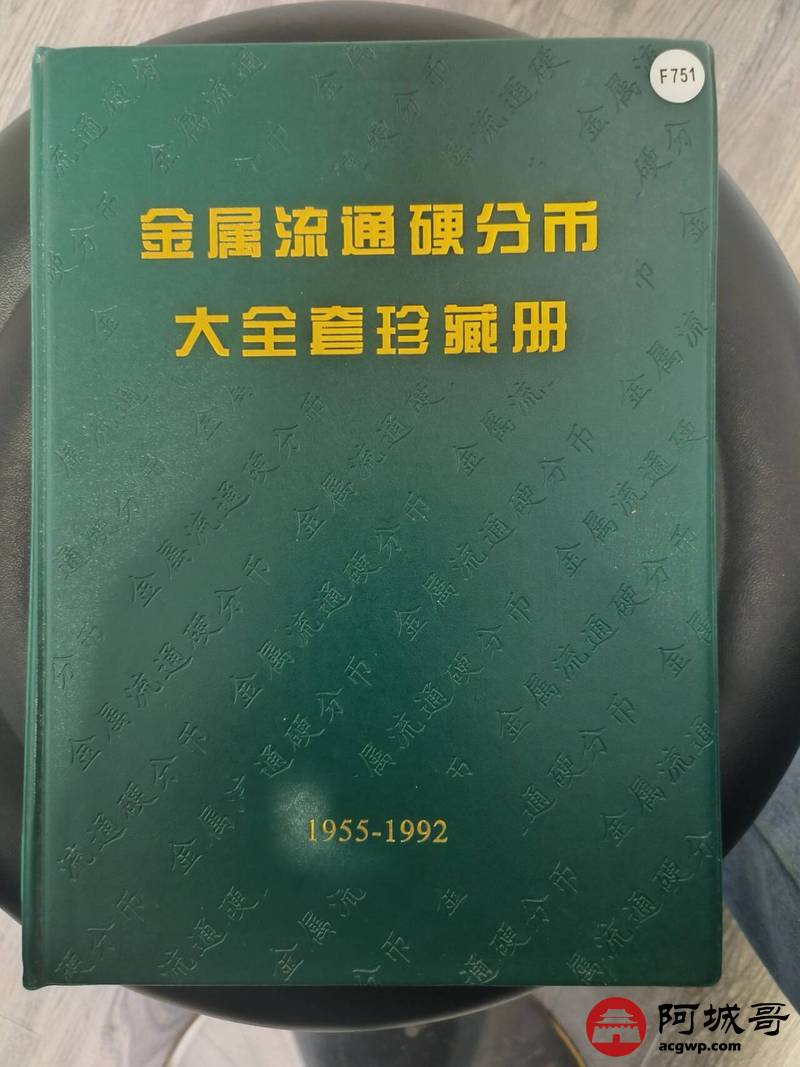 F751
金属流通硬分币
大全套珍藏册
1955-1992
阿城哥
acgwp.com